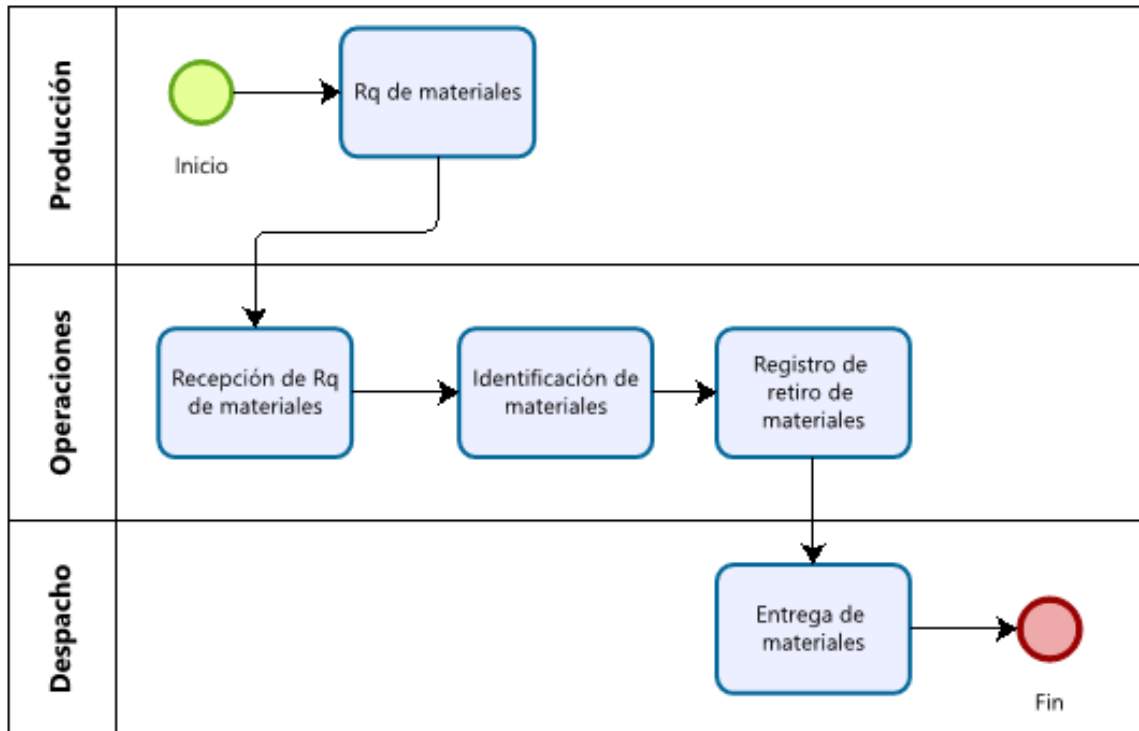 Producción
Rq de materiales
Inicio
Operaciones
Recepción de Rq
de materiales
Identificación de
materiales
Registro de
retiro de
materiales
Despacho
Entrega de
materiales
Fin